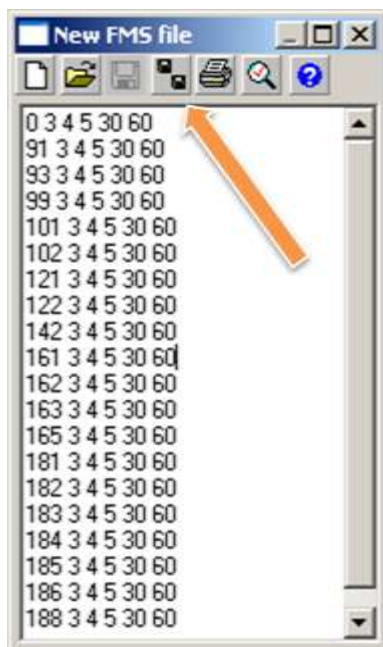 New FMS file
0 3 4 5 30 60
91 3 4 5 30 60
93 3 4 5 30 60
99 3 4 5 30 60
101 3 4 5 30 60
102 3 4 5 30 60
121 3 4 5 30 60
122 3 4 5 30 60
142 3 4 5 30 60
161 3 4 5 30 60
162 3 4 5 30 60
163 3 4 5 30 60
165 3 4 5 30 60
181 3 4 5 30 60
182 3 4 5 30 60
183 3 4 5 30 60
184 3 4 5 30 60
185 3 4 5 30 60
186 3 4 5 30 60
188 3 4 5 30 60